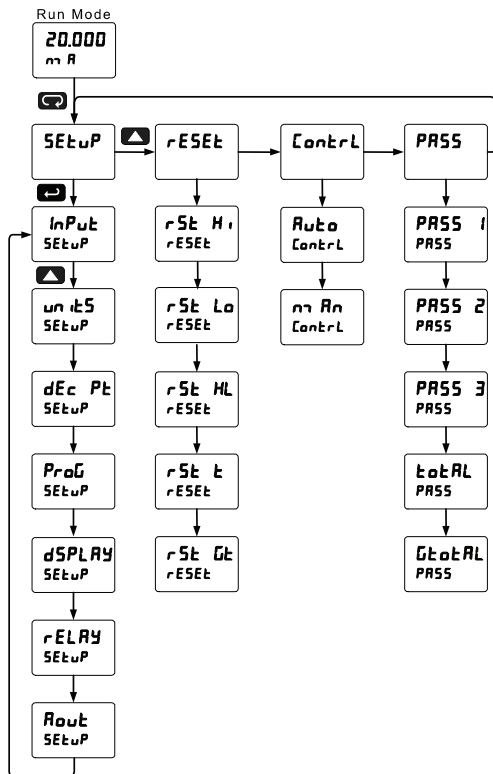 Run Mode
20.000
mA
SEtuP
rESEt
ContrL
PASS
InPut
SEtuP
rSt Hi
rESEt
Auto
ContrL
PASS 1
PASS
unitS
SEtuP
rSt Lo
rESEt
mAn
ContrL
PASS 2
PASS
dEc Pt
SEtuP
rSt HL
rESEt
PASS 3
PASS
ProG
SEtuP
rSt t
rESEt
totAL
PASS
dSPLAY
SEtuP
rSt Gt
rESEt
GtotAL
PASS
rELAY
SEtuP
Aout
SEtuP